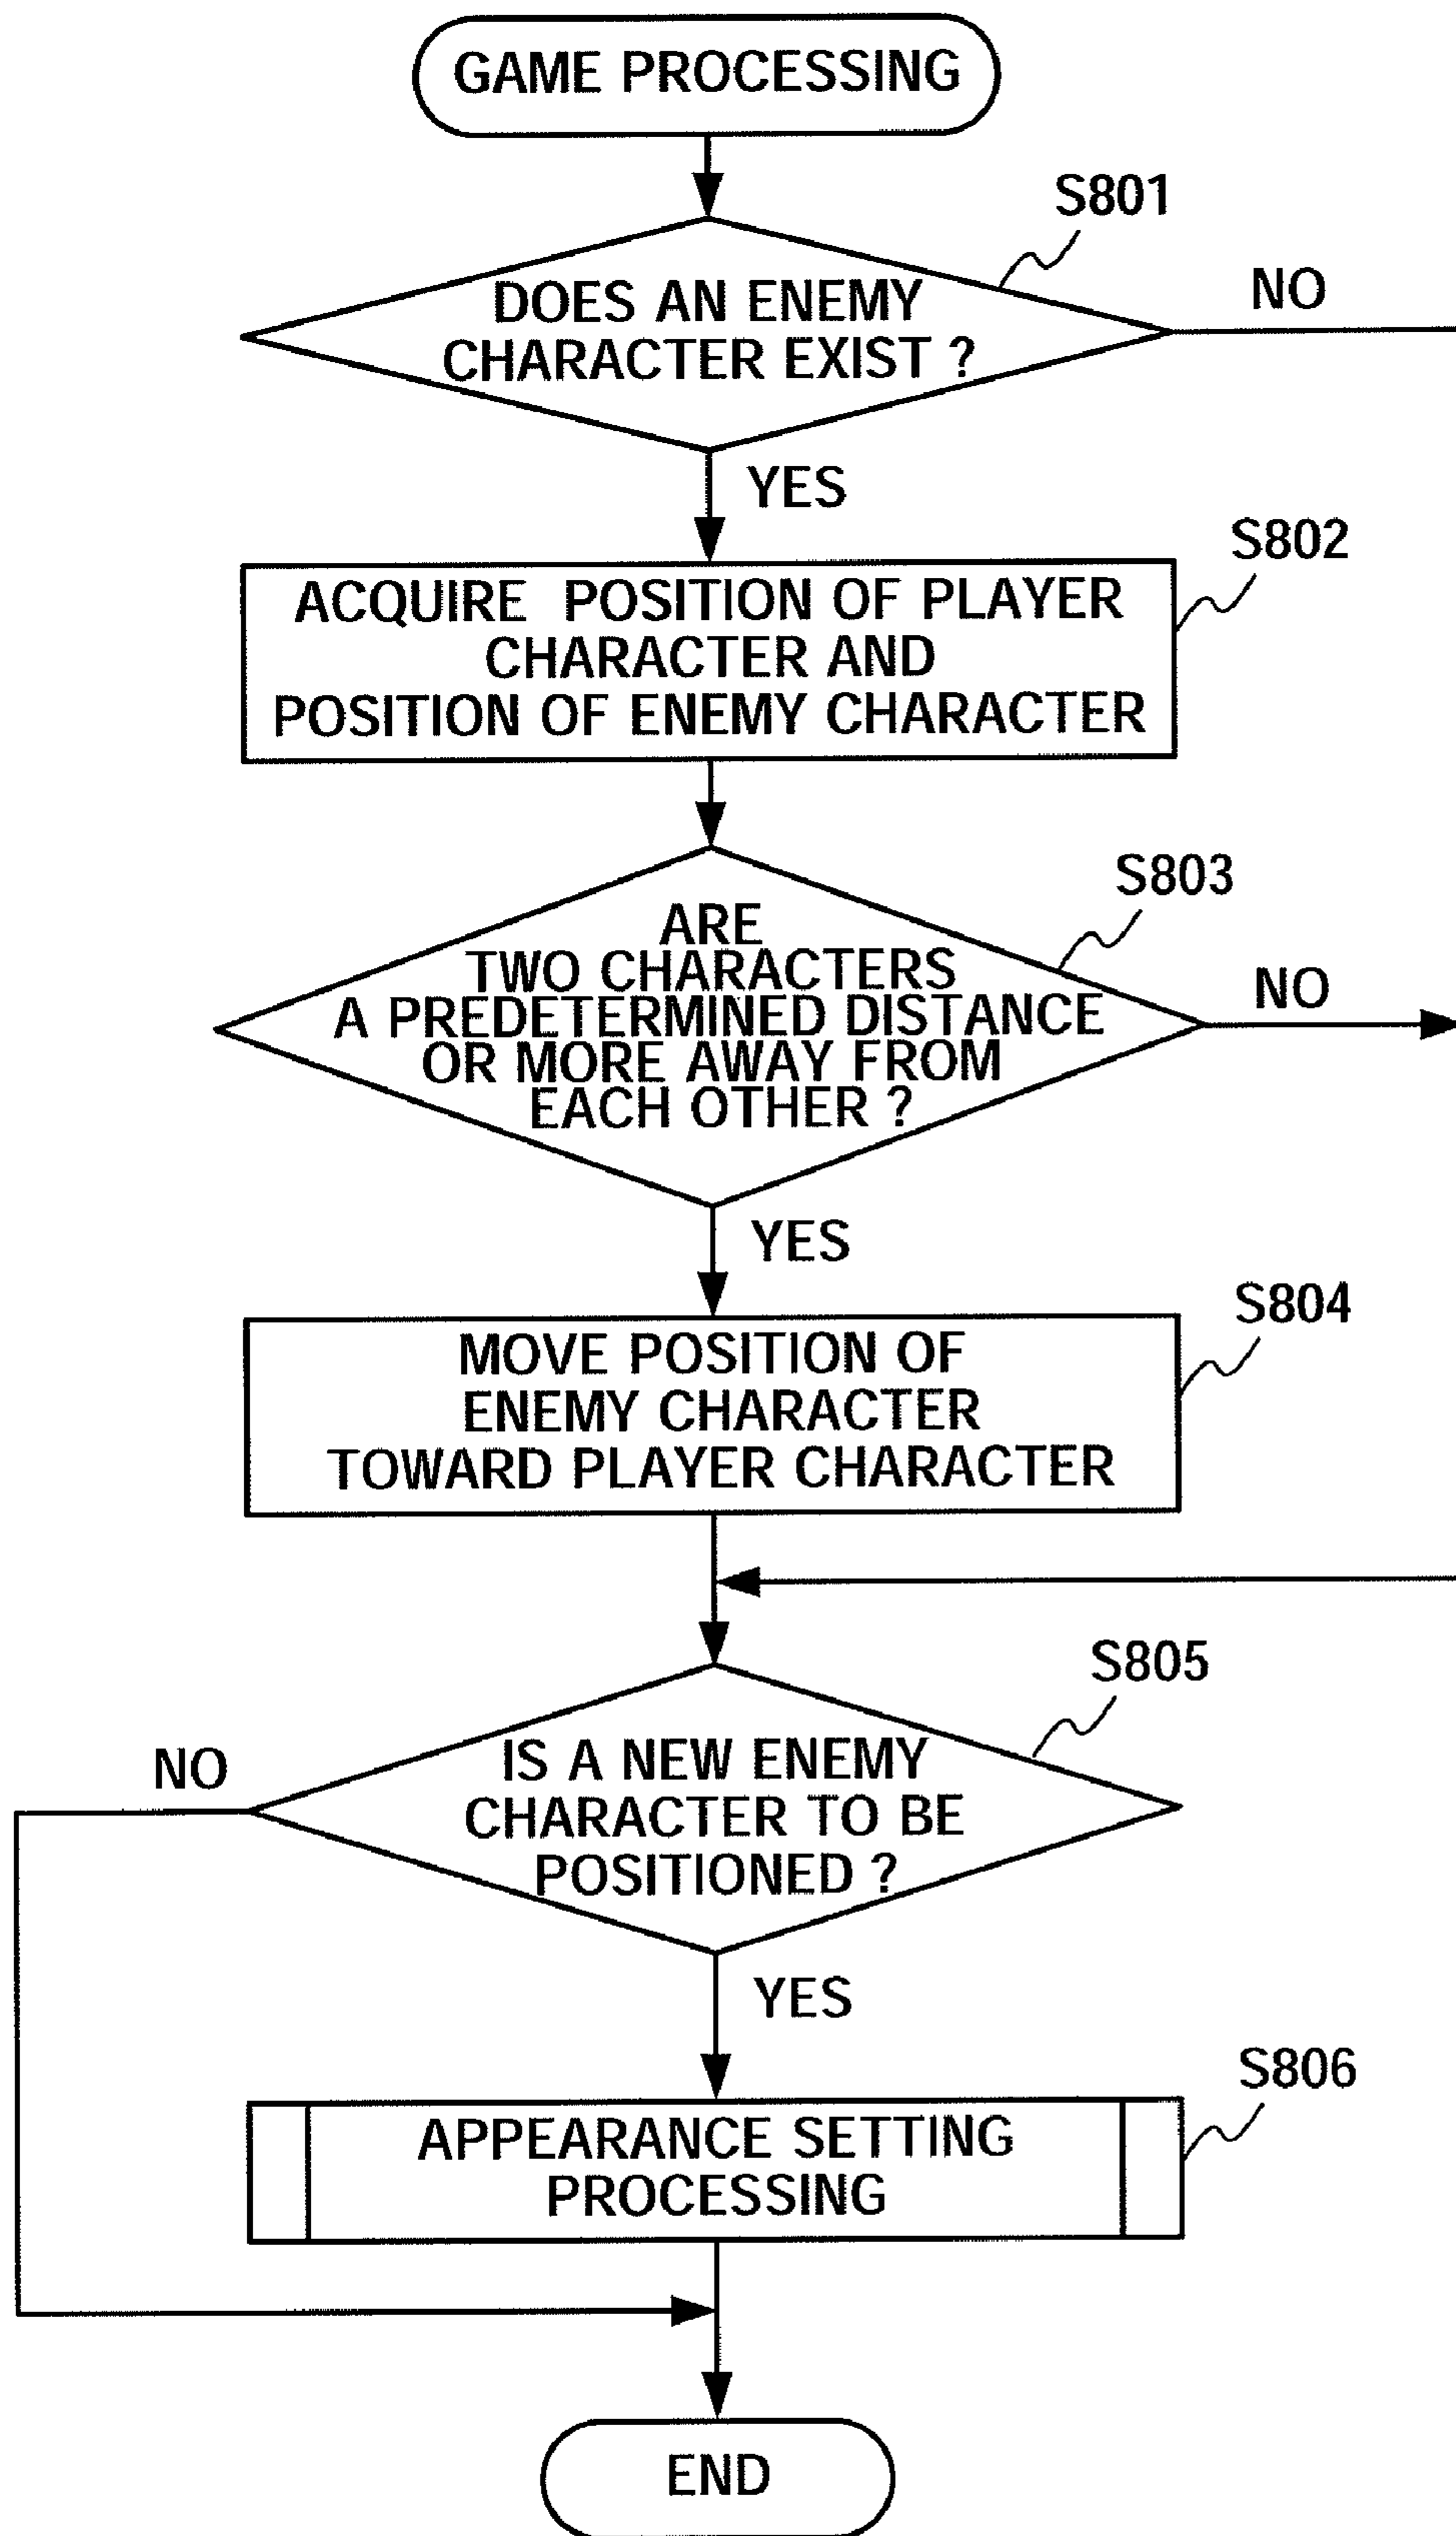 GAME PROCESSING
S801
DOES AN ENEMY
CHARACTER EXIST ?
NO
YES
S802
ACQUIRE POSITION OF PLAYER
CHARACTER AND
POSITION OF ENEMY CHARACTER
S803
ARE
TWO CHARACTERS
A PREDETERMINED DISTANCE
OR MORE AWAY FROM
EACH OTHER ?
NO
YES
S804
MOVE POSITION OF
ENEMY CHARACTER
TOWARD PLAYER CHARACTER
S805
IS A NEW ENEMY
CHARACTER TO BE
POSITIONED ?
NO
YES
S806
APPEARANCE SETTING
PROCESSING
END